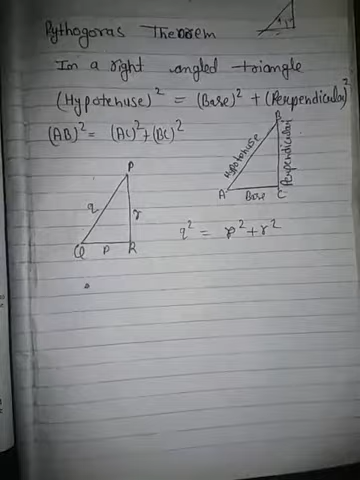 Pythogoras Theorem
In a right angled triangle
(Hypotenuse)² = (Base)² + (Perpendicular)²
(AB)² = (AC)² + (BC)²
B
Hypotenuse
Perpendicular
A Base C
P
q r
Q P R
q² = p² + r²